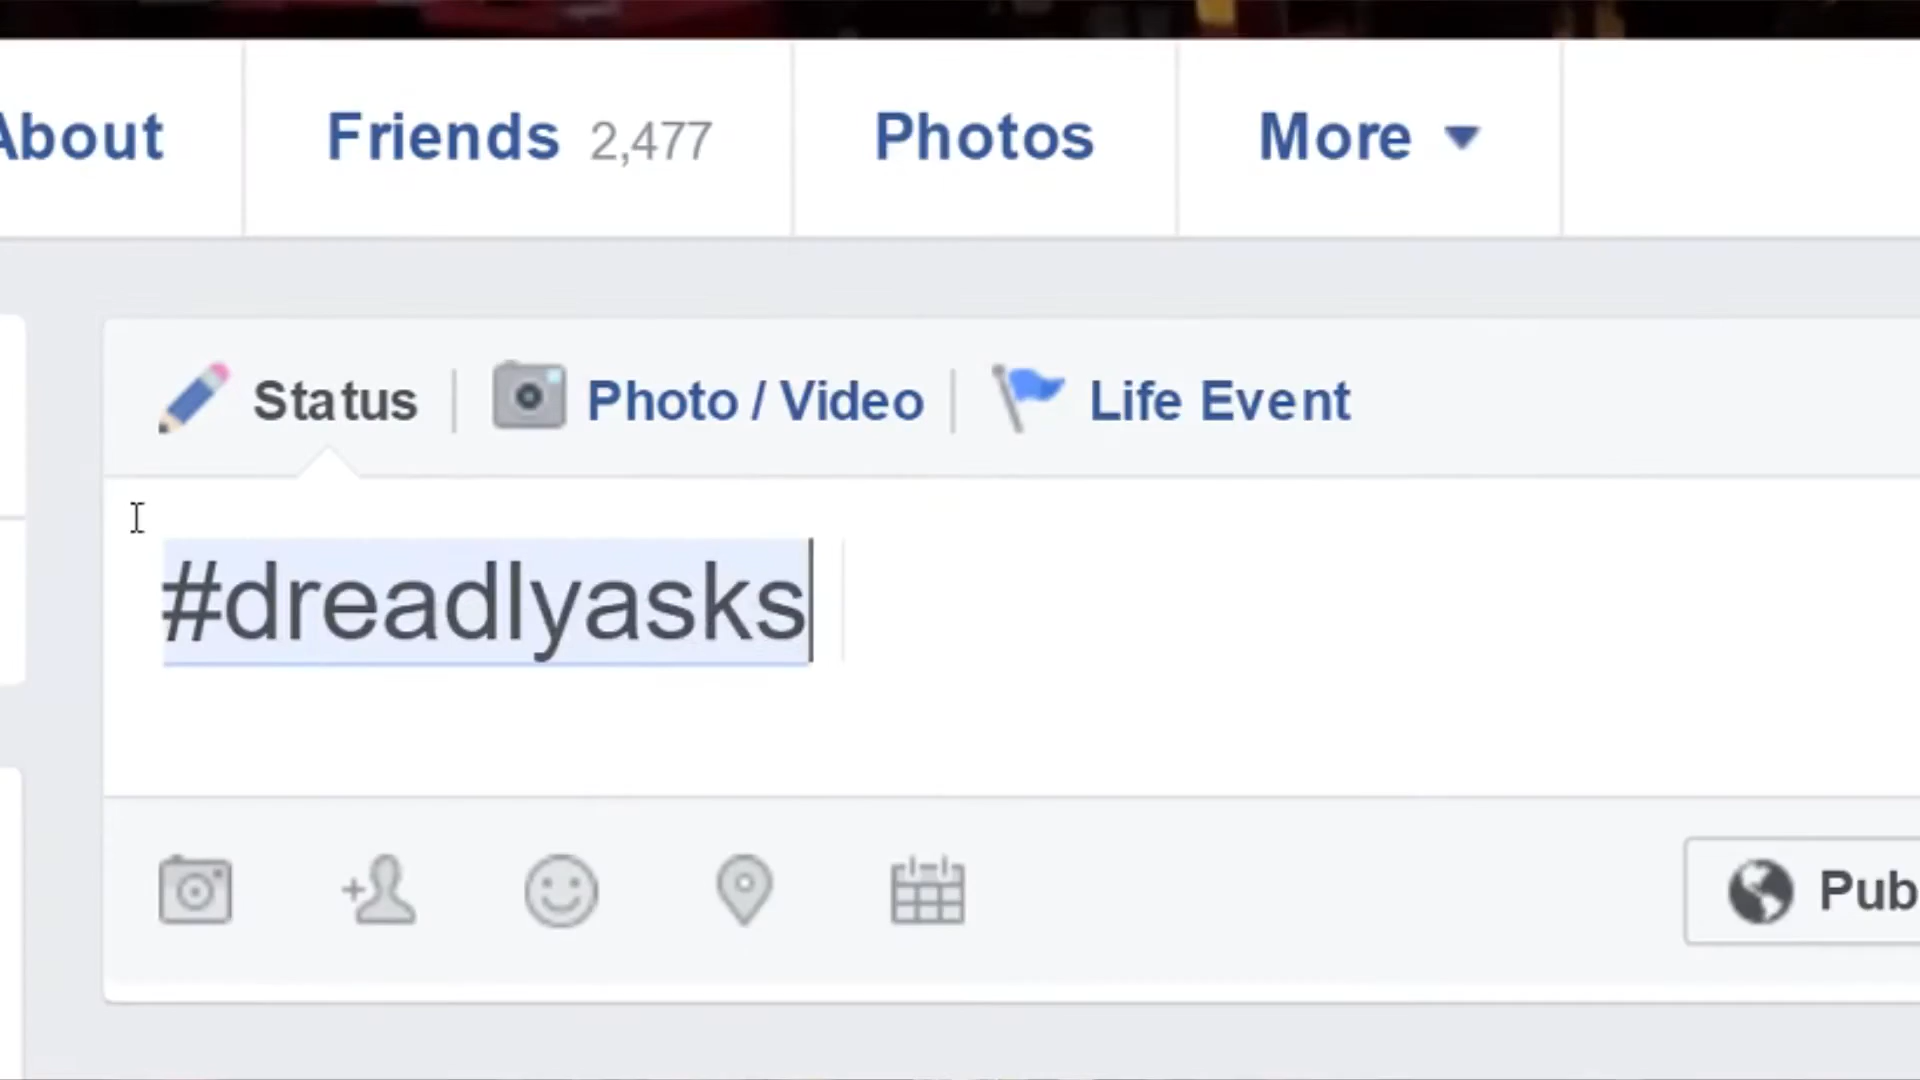 About Friends 2,477 Photos More
Status Photo / Video Life Event
#dreadlyasks
Pub